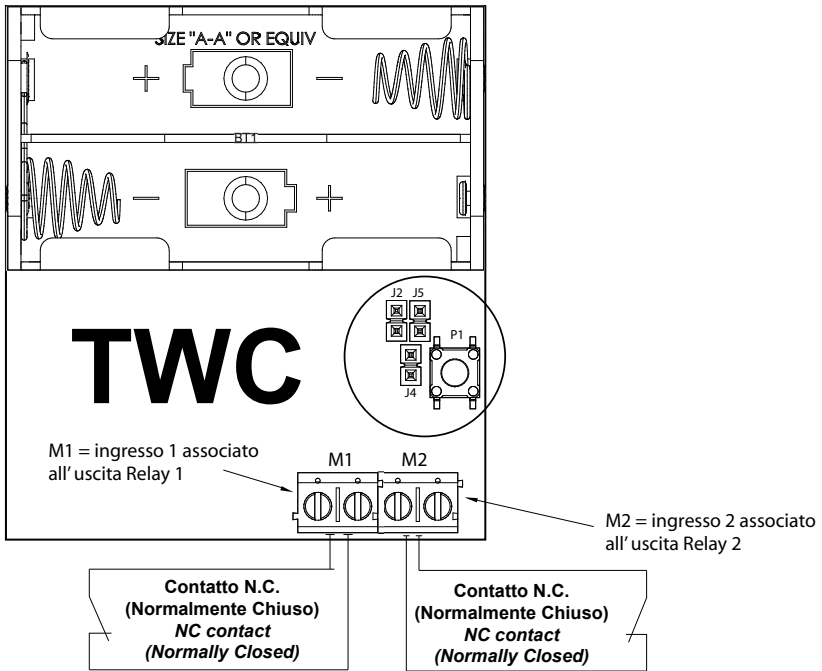 SIZE "A-A" OR EQUIV
+ −
BT1
− +
J2 J5
P1
TWC
J4
M1 = ingresso 1 associato
all’ uscita Relay 1
M1 M2
M2 = ingresso 2 associato
all’ uscita Relay 2
Contatto N.C.
(Normalmente Chiuso)
NC contact
(Normally Closed)
Contatto N.C.
(Normalmente Chiuso)
NC contact
(Normally Closed)